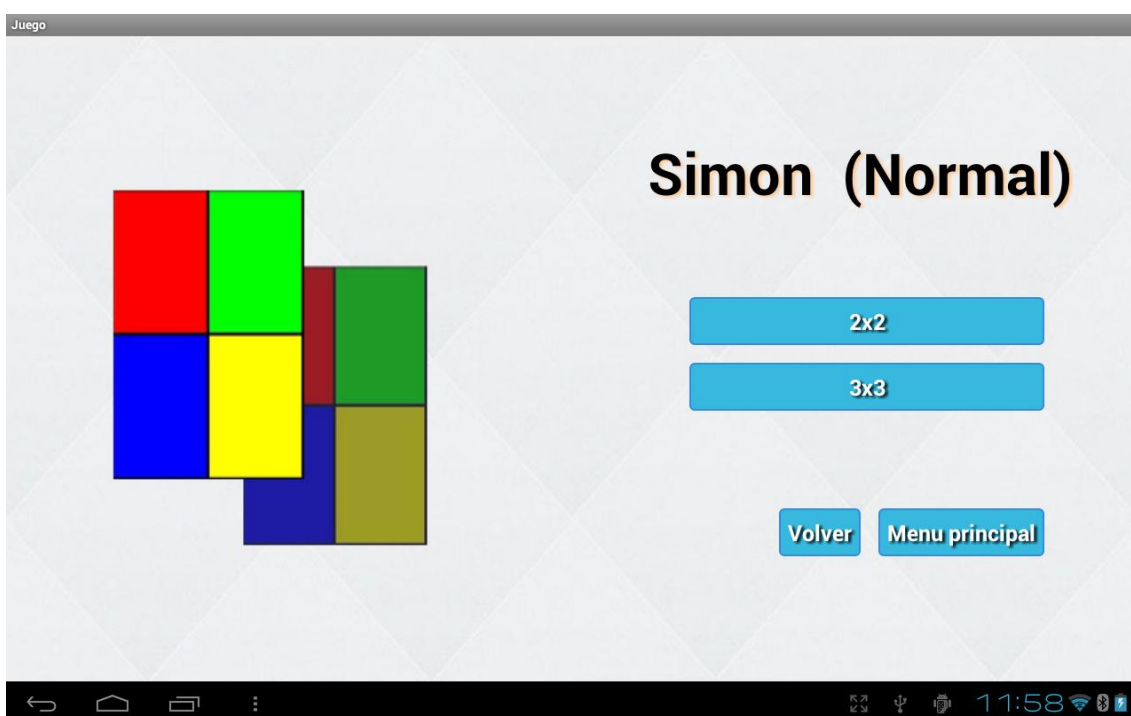 Juego
Simon (Normal)
2x2
3x3
Volver Menu principal
11:58